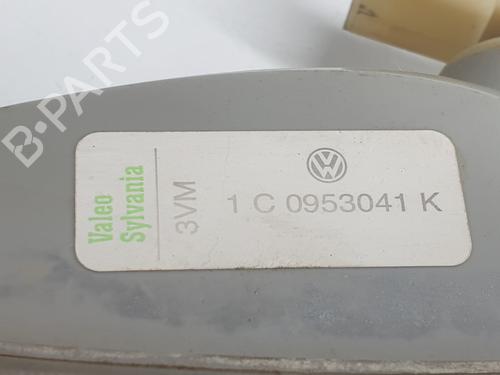 B-PARTS
Valeo
Sylvania
3VM
1 C 0953041 K